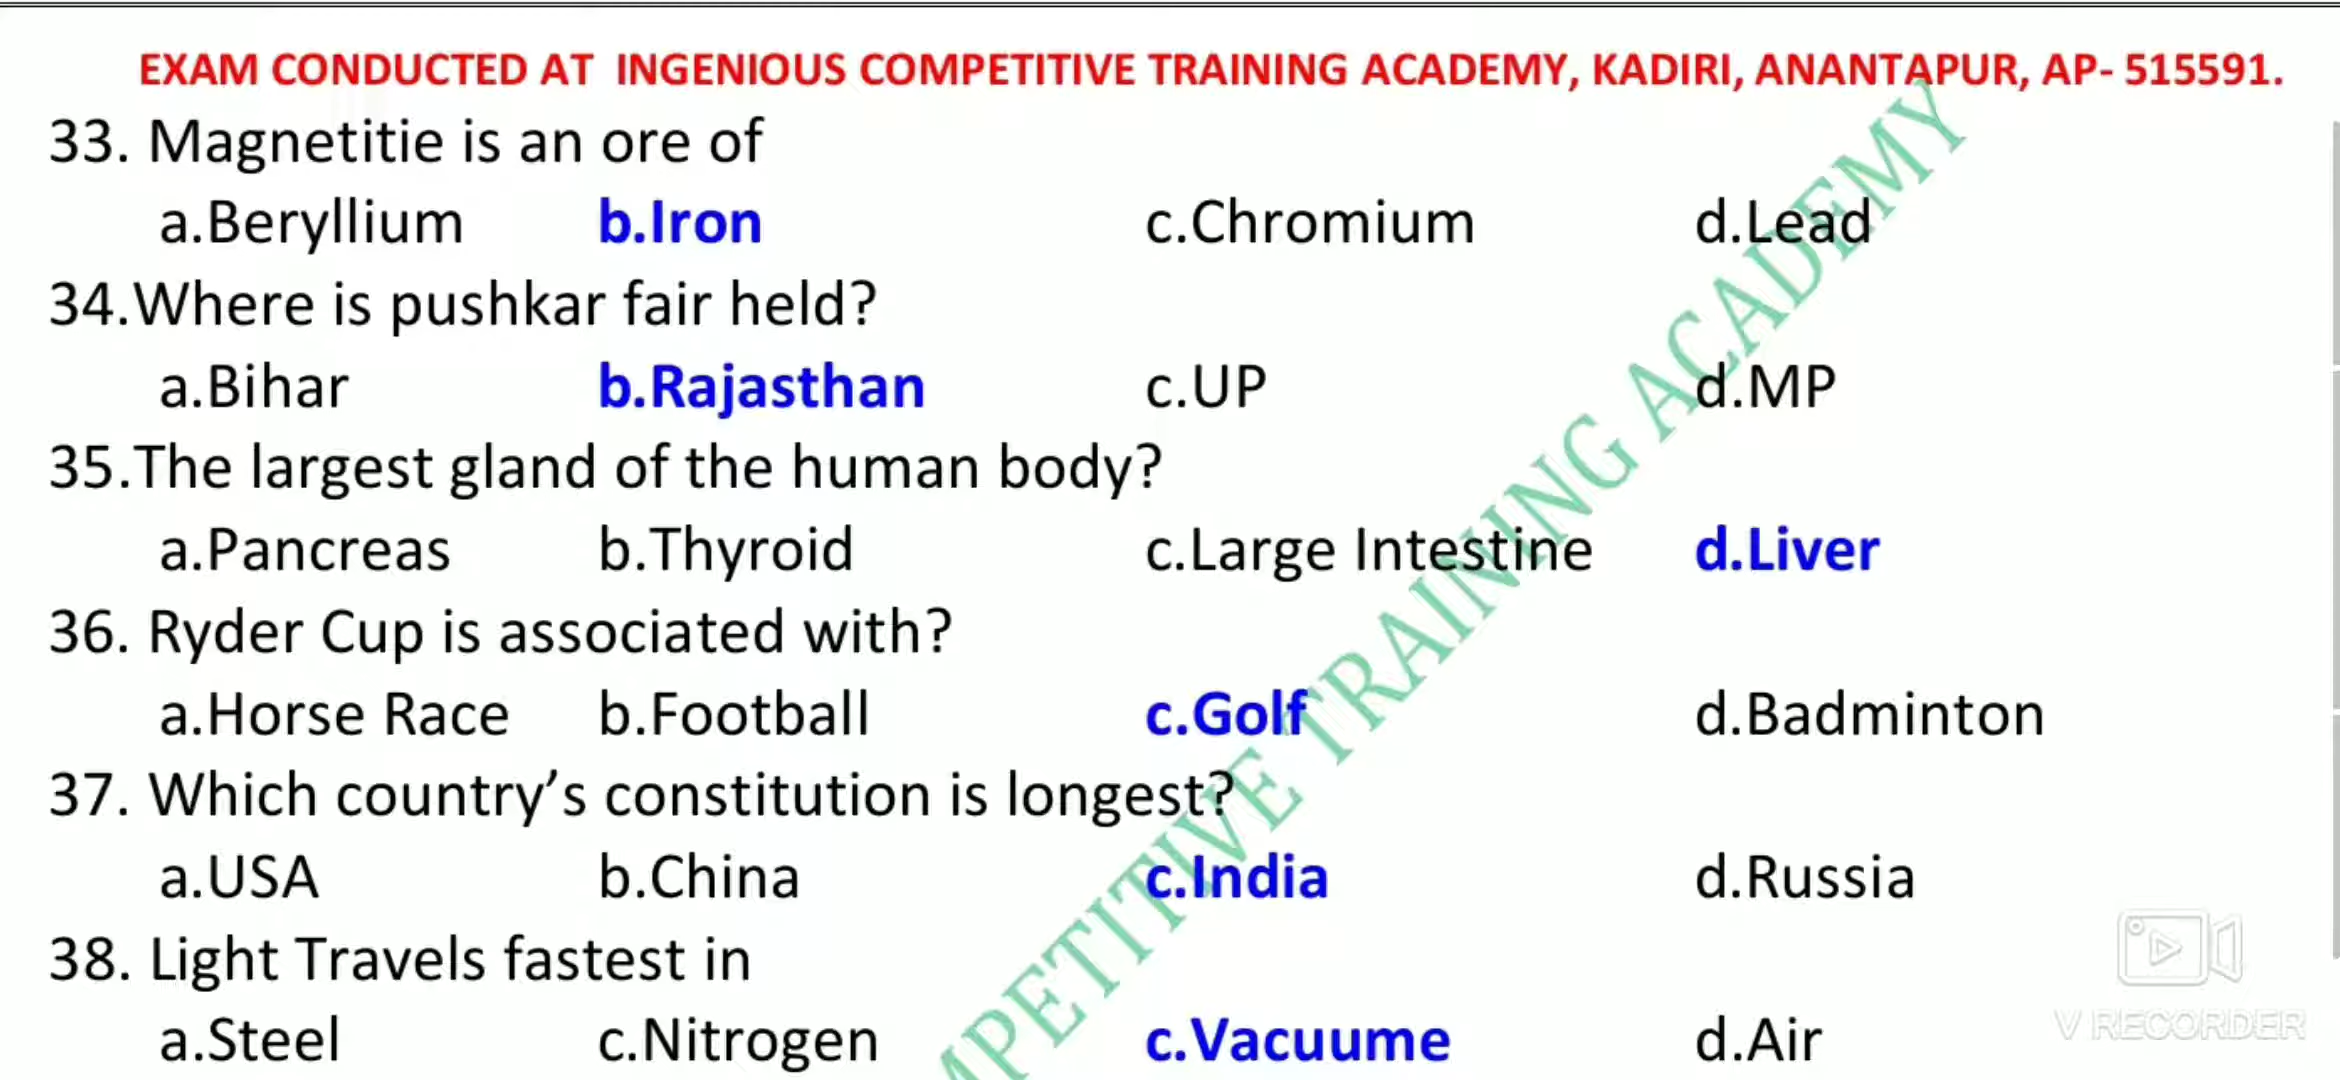 EXAM CONDUCTED AT INGENIOUS COMPETITIVE TRAINING ACADEMY, KADIRI, ANANTAPUR, AP- 515591.
33. Magnetitie is an ore of
a.Beryllium b.Iron c.Chromium d.Lead
34.Where is pushkar fair held?
a.Bihar b.Rajasthan c.UP d.MP
35.The largest gland of the human body?
a.Pancreas b.Thyroid c.Large Intestine d.Liver
36. Ryder Cup is associated with?
a.Horse Race b.Football c.Golf d.Badminton
37. Which country’s constitution is longest?
a.USA b.China c.India d.Russia
38. Light Travels fastest in
a.Steel c.Nitrogen c.Vacuume d.Air
MPETITIVE TRAINING ACADEMY
V RECORDER